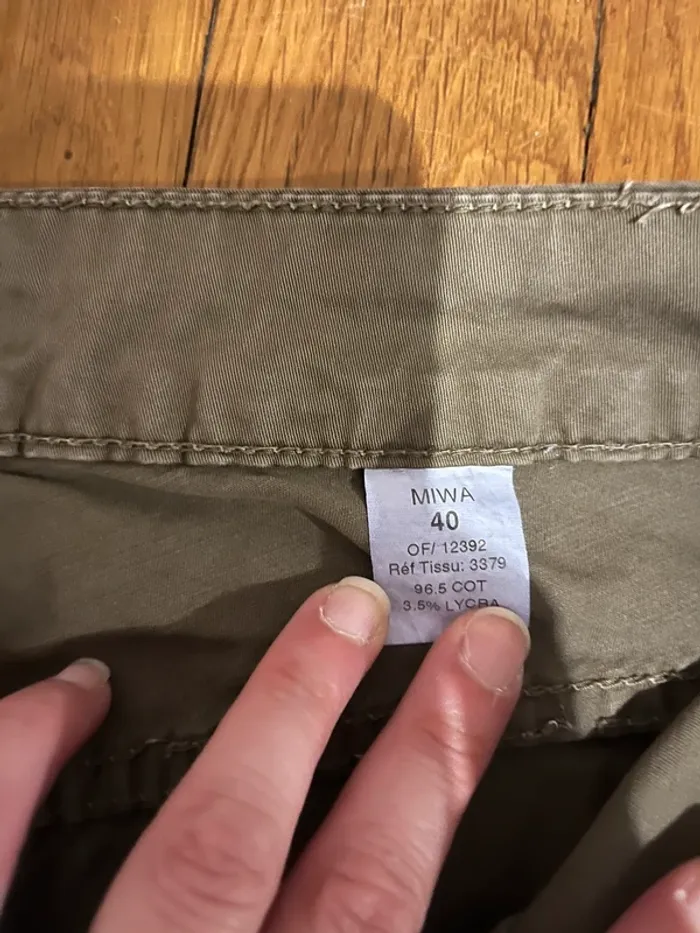 MIWA
40
OF/ 12392
Réf Tissu: 3379
96.5 COT
3.5% LYCRA